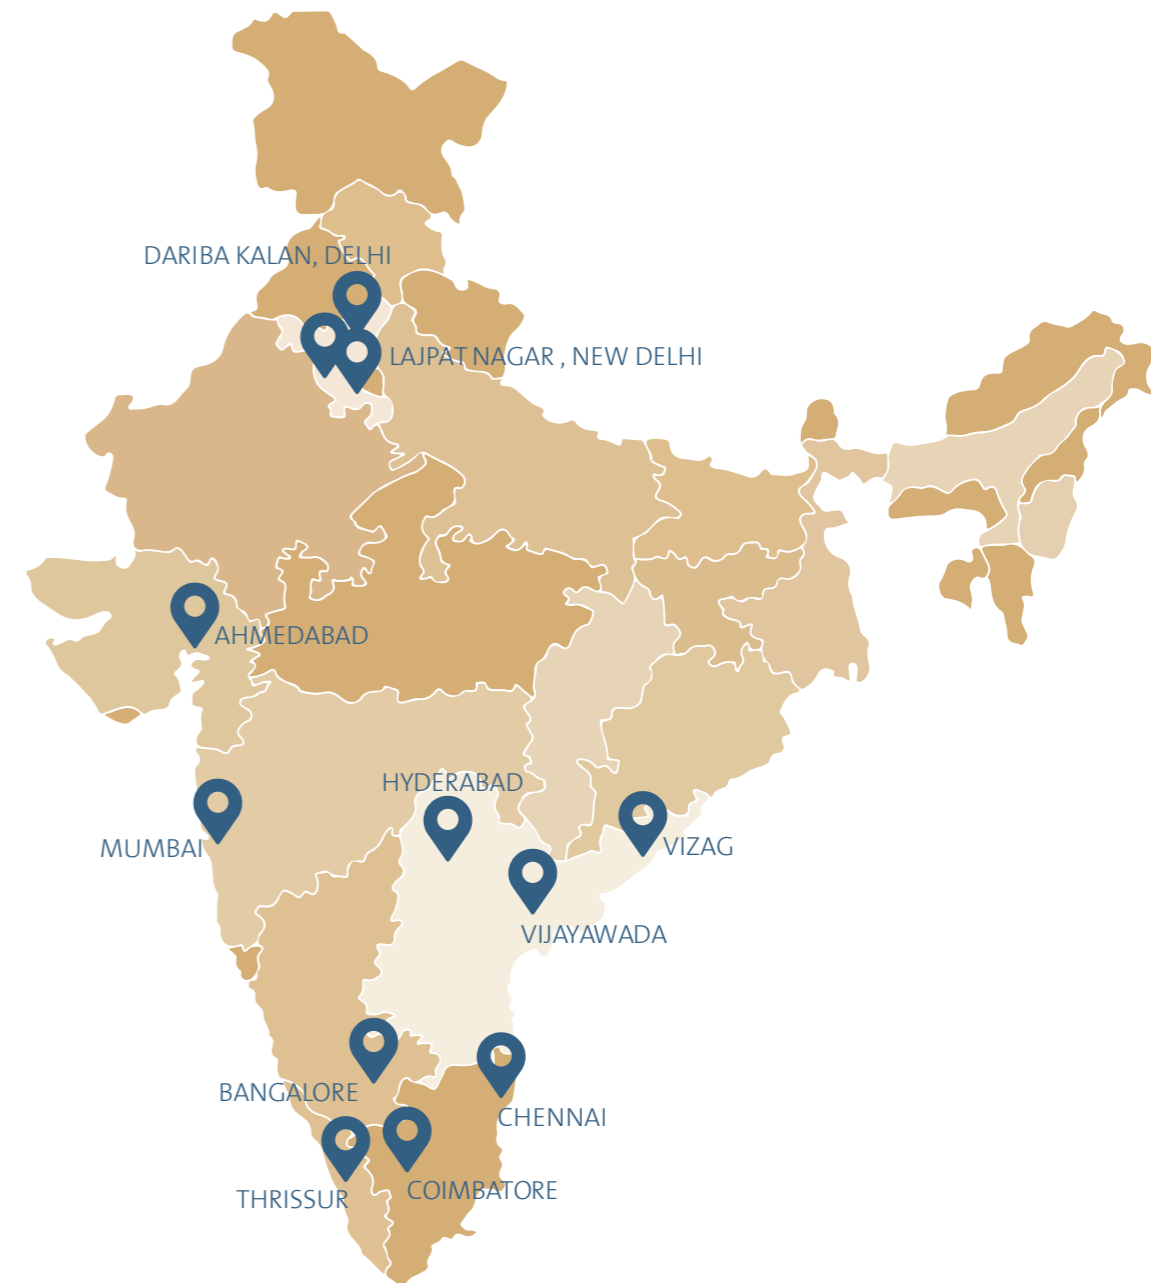 DARIBA KALAN, DELHI
LAJPAT NAGAR , NEW DELHI
AHMEDABAD
HYDERABAD
MUMBAI
VIZAG
VIJAYAWADA
BANGALORE
CHENNAI
COIMBATORE
THRISSUR